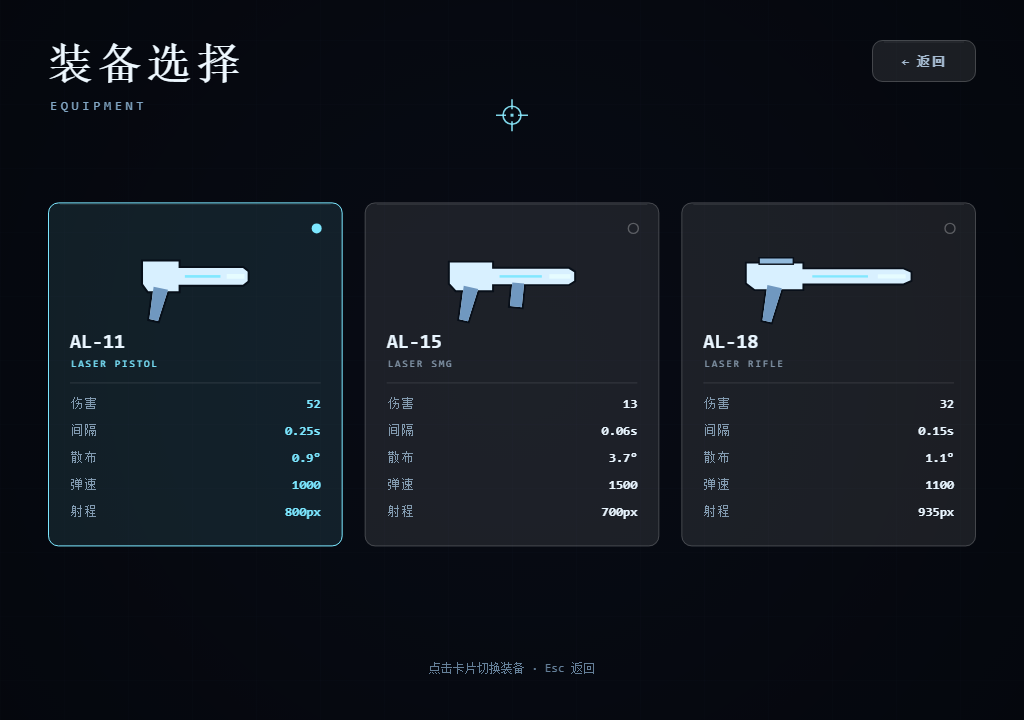 装备选择
EQUIPMENT
← 返回
AL-11
LASER PISTOL
伤害 52
间隔 0.25s
散布 0.9°
弹速 1000
射程 800px
AL-15
LASER SMG
伤害 13
间隔 0.06s
散布 3.7°
弹速 1500
射程 700px
AL-18
LASER RIFLE
伤害 32
间隔 0.15s
散布 1.1°
弹速 1100
射程 935px
点击卡片切换装备 · Esc 返回